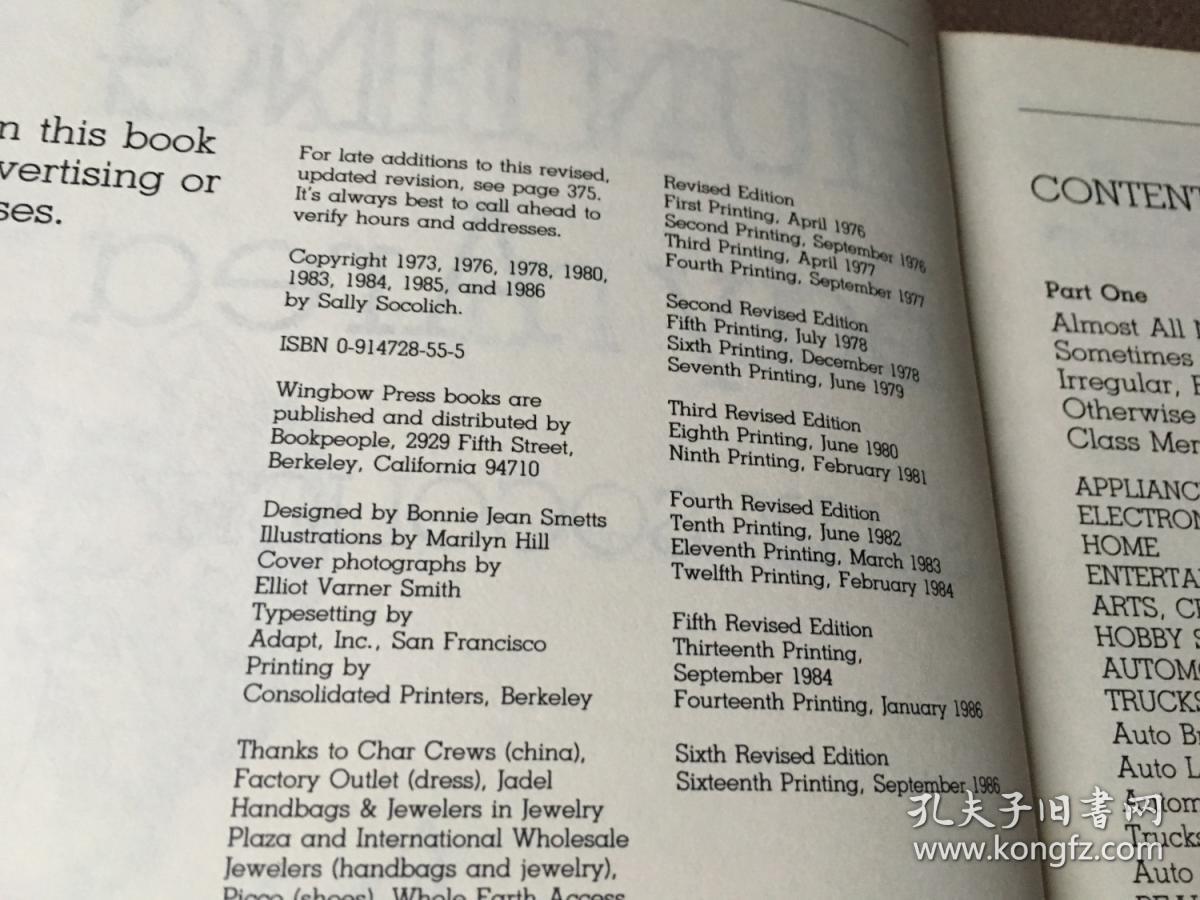 n this book
vertising or
ses.
For late additions to this revised,
updated revision, see page 375.
It's always best to call ahead to
verify hours and addresses.
Copyright 1973, 1976, 1978, 1980,
1983, 1984, 1985, and 1986
by Sally Socolich.
ISBN 0-914728-55-5
Wingbow Press books are
published and distributed by
Bookpeople, 2929 Fifth Street,
Berkeley, California 94710
Designed by Bonnie Jean Smetts
Illustrations by Marilyn Hill
Cover photographs by
Elliot Varner Smith
Typesetting by
Adapt, Inc., San Francisco
Printing by
Consolidated Printers, Berkeley
Thanks to Char Crews (china),
Factory Outlet (dress), Jadel
Handbags & Jewelers in Jewelry
Plaza and International Wholesale
Jewelers (handbags and jewelry),
Picco (shoes), Whole Earth Access
Revised Edition
First Printing, April 1976
Second Printing, September 1976
Third Printing, April 1977
Fourth Printing, September 1977
Second Revised Edition
Fifth Printing, July 1978
Sixth Printing, December 1978
Seventh Printing, June 1979
Third Revised Edition
Eighth Printing, June 1980
Ninth Printing, February 1981
Fourth Revised Edition
Tenth Printing, June 1982
Eleventh Printing, March 1983
Twelfth Printing, February 1984
Fifth Revised Edition
Thirteenth Printing,
September 1984
Fourteenth Printing, January 1986
Sixth Revised Edition
Sixteenth Printing, September 1986
CONTENT
Part One
Almost All
Sometimes
Irregular,
Otherwise
Class Mer
APPLIANC
ELECTRON
HOME
ENTERTA
ARTS, CR
HOBBY S
AUTOMO
TRUCKS
Auto B
Auto L
Autom
Trucks
Auto
孔夫子旧书网
www.kongfz.com